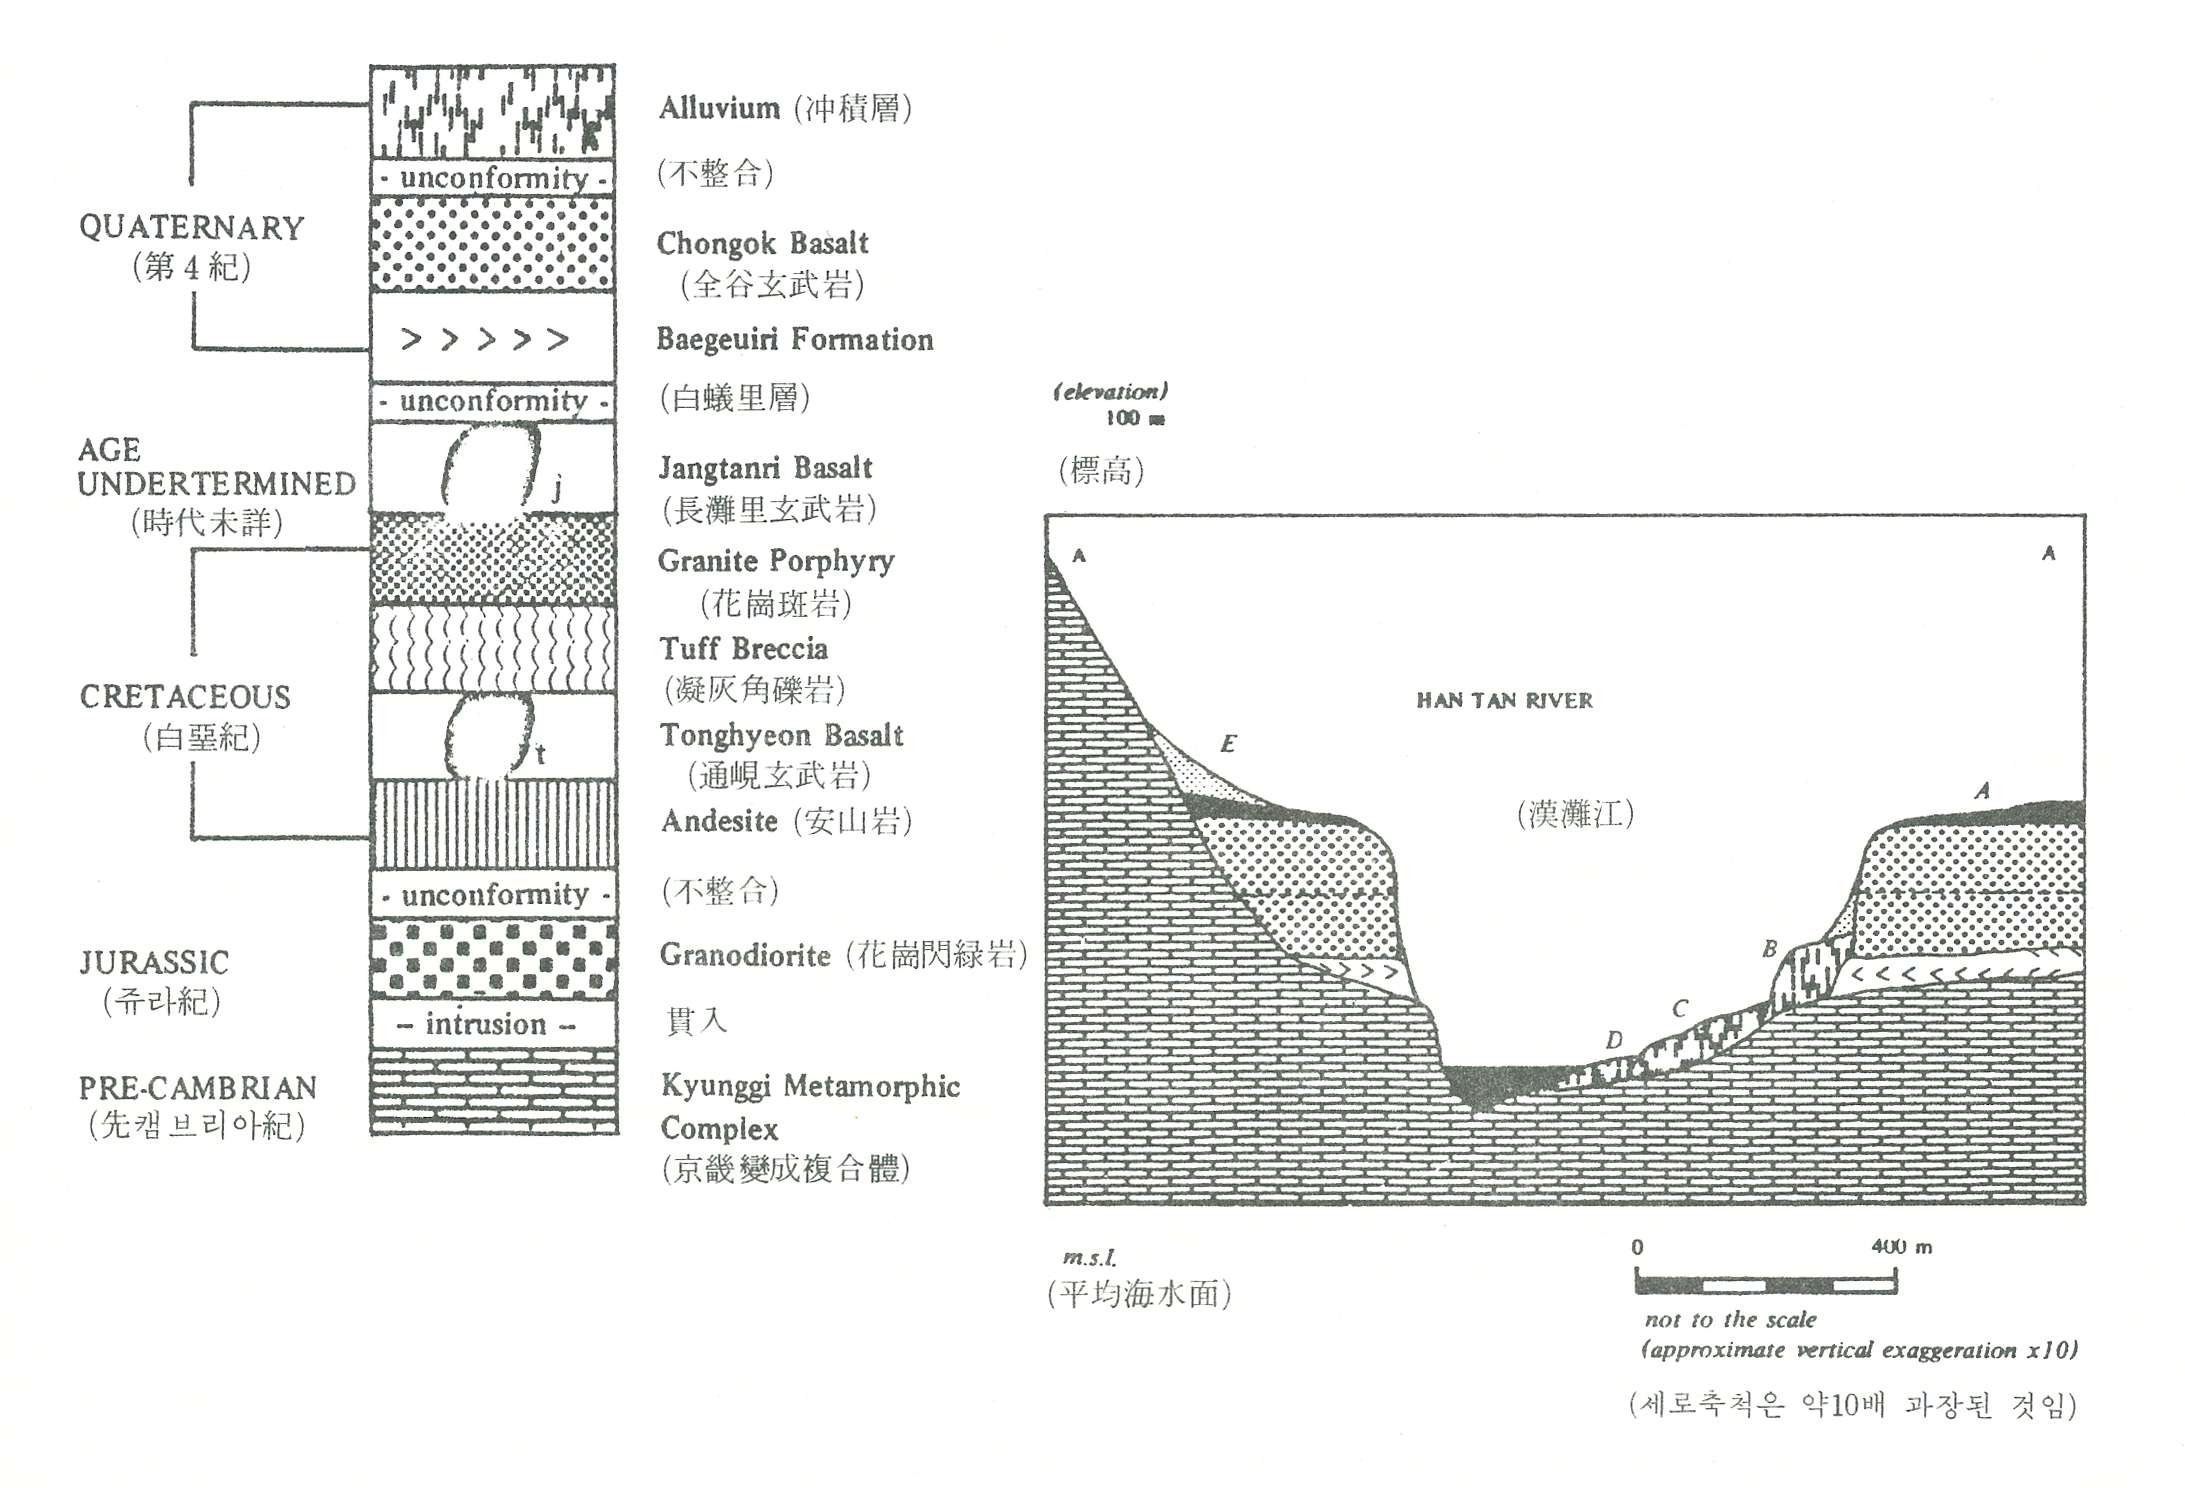 Alluvium (冲積層)
- unconformity -
(不整合)
QUATERNARY
(第4紀)
Chongok Basalt
(全谷玄武岩)
> > > > >
Baegeuiri Formation
(白蟻里層)
- unconformity -
AGE
UNDERTERMINED
(時代未詳)
j
Jangtanri Basalt
(長灘里玄武岩)
Granite Porphyry
(花崗斑岩)
Tuff Breccia
(凝灰角礫岩)
CRETACEOUS
(白堊紀)
t
Tonghyeon Basalt
(通峴玄武岩)
Andesite (安山岩)
- unconformity -
(不整合)
JURASSIC
(쥬라紀)
Granodiorite (花崗閃緑岩)
- intrusion -
貫入
PRE-CAMBRIAN
(先캠브리아紀)
Kyunggi Metamorphic
Complex
(京畿變成複合體)
(elevation)
100 m
(標高)
A
A
HAN TAN RIVER
(漢灘江)
E
A
B
C
D
m.s.l.
(平均海水面)
0 400 m
not to the scale
(approximate vertical exaggeration x10)
(세로축척은 약10배 과장된 것임)